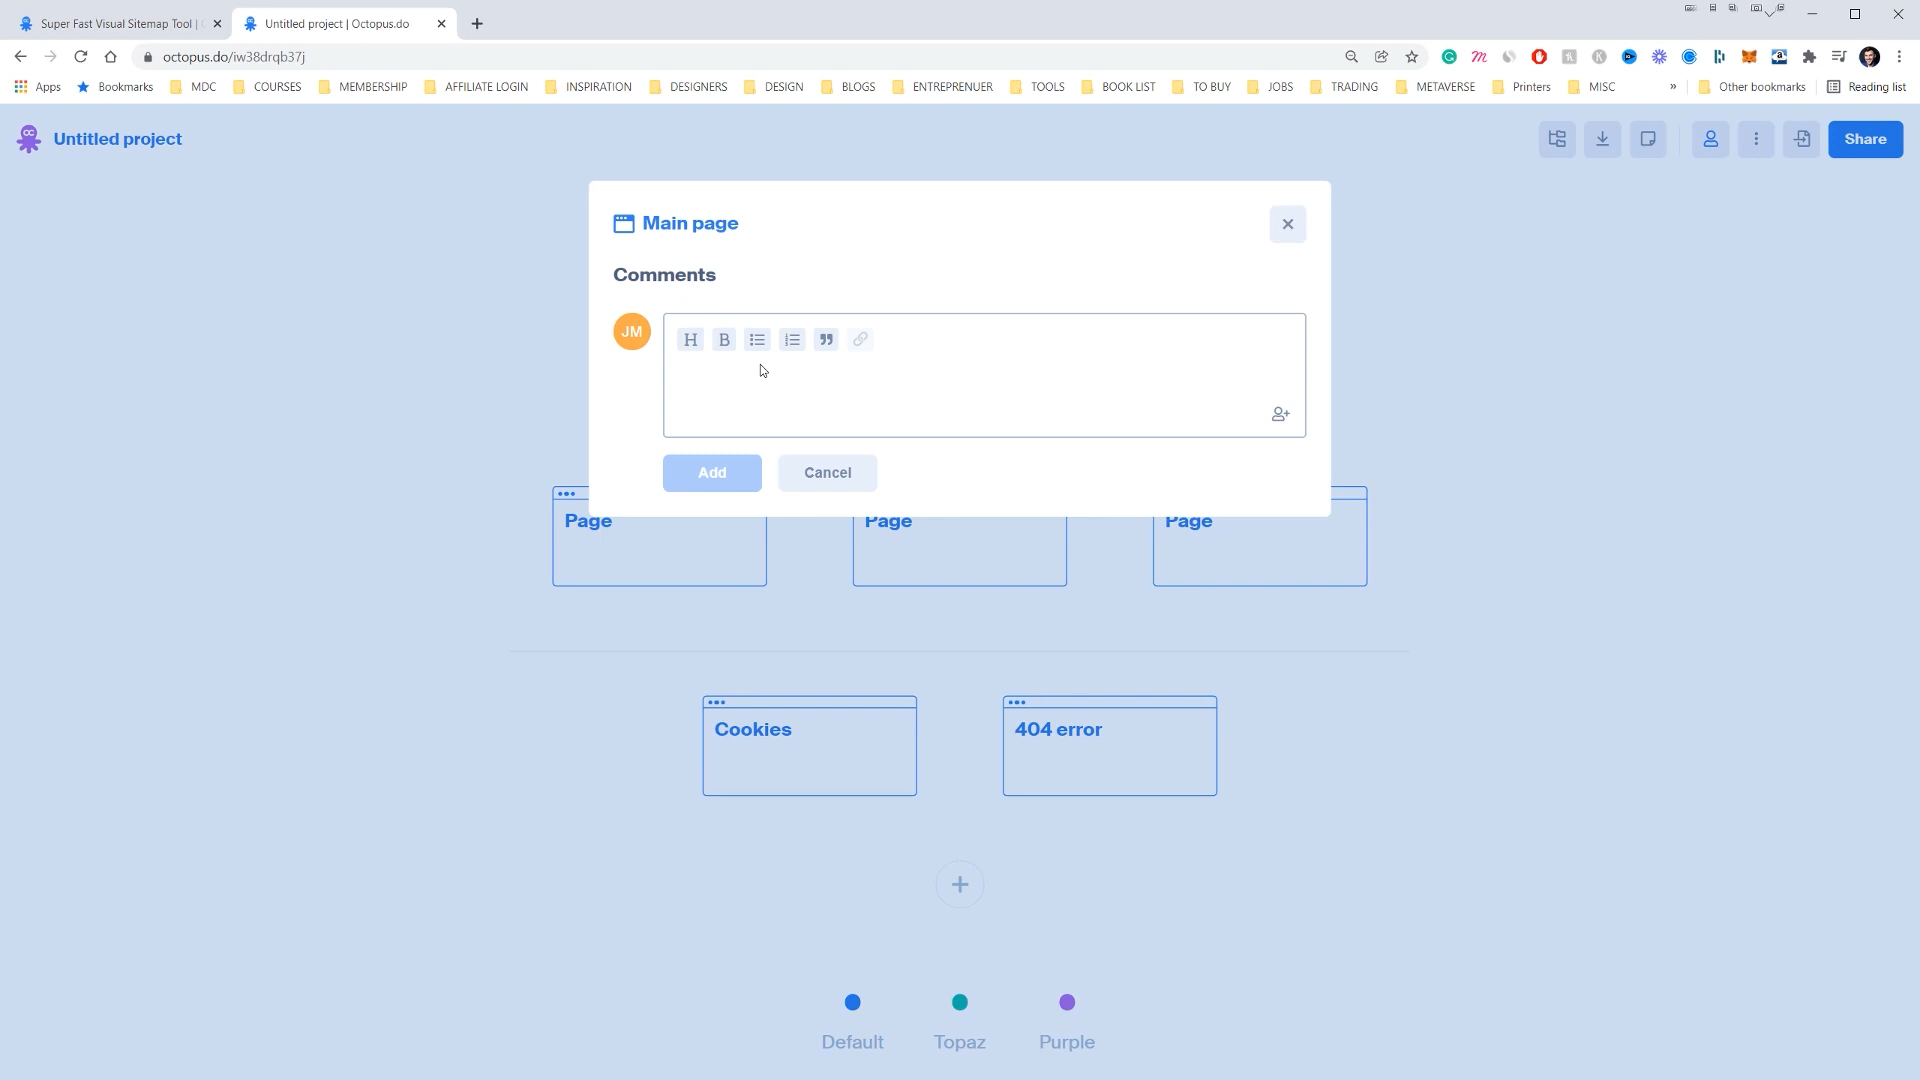 Super Fast Visual Sitemap Tool |
Untitled project | Octopus.do
octopus.do/iw38drqb37j
Apps
Bookmarks
MDC
COURSES
MEMBERSHIP
AFFILIATE LOGIN
INSPIRATION
DESIGNERS
DESIGN
BLOGS
ENTREPRENUER
TOOLS
BOOK LIST
TO BUY
JOBS
TRADING
METAVERSE
Printers
MISC
»
Other bookmarks
Reading list
Untitled project
Share
Main page
Comments
JM
H B
Add
Cancel
Page
Page
Page
Cookies
404 error
Default
Topaz
Purple